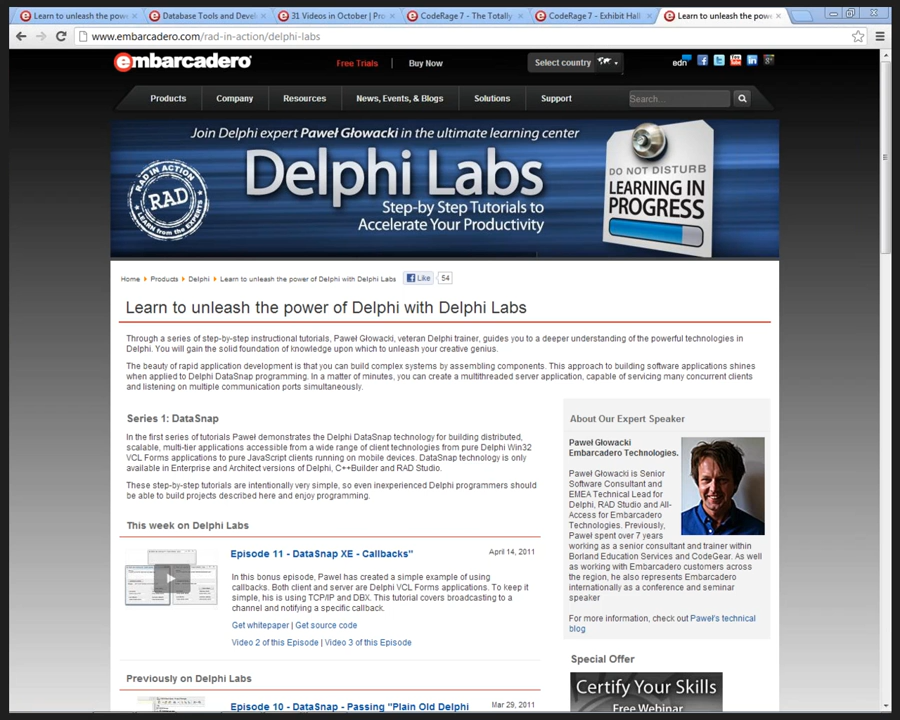 Learn to unleash the powe
Database Tools and Deve
31 Videos in October | Pro
CodeRage 7 - The Totally
CodeRage 7 - Exhibit Hall
Learn to unleash the powe
www.embarcadero.com/rad-in-action/delphi-labs
embarcadero
Free Trials | Buy Now
Select country
edn
You Tube
Products
Company
Resources
News, Events, & Blogs
Solutions
Support
Search...
Join Delphi expert Paweł Głowacki in the ultimate learning center
Delphi Labs
Step-by Step Tutorials to
Accelerate Your Productivity
RAD IN ACTION
RAD
LEARN from the EXPERTS
DO NOT DISTURB
LEARNING IN
PROGRESS
Home Products Delphi Learn to unleash the power of Delphi with Delphi Labs Like 54
Learn to unleash the power of Delphi with Delphi Labs
Through a series of step-by-step instructional tutorials, Paweł Głowacki, veteran Delphi trainer, guides you to a deeper understanding of the powerful technologies in
Delphi. You will gain the solid foundation of knowledge upon which to unleash your creative genius.
The beauty of rapid application development is that you can build complex systems by assembling components. This approach to building software applications shines
when applied to Delphi DataSnap programming. In a matter of minutes, you can create a multithreaded server application, capable of servicing many concurrent clients
and listening on multiple communication ports simultaneously.
Series 1: DataSnap
In the first series of tutorials Paweł demonstrates the Delphi DataSnap technology for building distributed,
scalable, multi-tier applications accessible from a wide range of client technologies from pure Delphi Win32
VCL Forms applications to pure JavaScript clients running on mobile devices. DataSnap technology is only
available in Enterprise and Architect versions of Delphi, C++Builder and RAD Studio.
These step-by-step tutorials are intentionally very simple, so even inexperienced Delphi programmers should
be able to build projects described here and enjoy programming.
This week on Delphi Labs
Episode 11 - DataSnap XE - Callbacks"
April 14, 2011
In this bonus episode, Paweł has created a simple example of using
callbacks. Both client and server are Delphi VCL Forms applications. To keep it
simple, his is using TCP/IP and DBX. This tutorial covers broadcasting to a
channel and notifying a specific callback.
Get whitepaper | Get source code
Video 2 of this Episode | Video 3 of this Episode
Previously on Delphi Labs
Episode 10 - DataSnap - Passing "Plain Old Delphi
Mar 29, 2011
About Our Expert Speaker
Paweł Głowacki
Embarcadero Technologies.
Paweł Głowacki is Senior
Software Consultant and
EMEA Technical Lead for
Delphi, RAD Studio and All-
Access for Embarcadero
Technologies. Previously,
Paweł spent over 7 years
working as a senior consultant and trainer within
Borland Education Services and CodeGear. As well
as working with Embarcadero customers across
the region, he also represents Embarcadero
internationally as a conference and seminar
speaker
For more information, check out Paweł's technical
blog
Special Offer
Certify Your Skills
Free Webinar